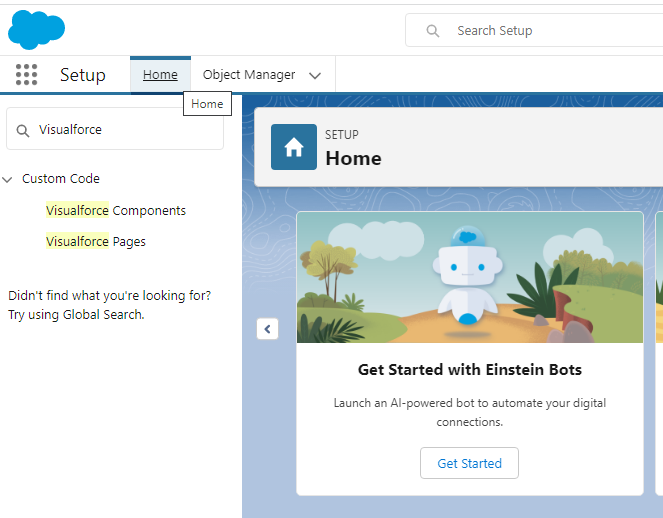 Search Setup
Setup
Home
Object Manager
Home
Visualforce
Custom Code
Visualforce Components
Visualforce Pages
Didn't find what you're looking for?
Try using Global Search.
SETUP
Home
Get Started with Einstein Bots
Launch an AI-powered bot to automate your digital
connections.
Get Started